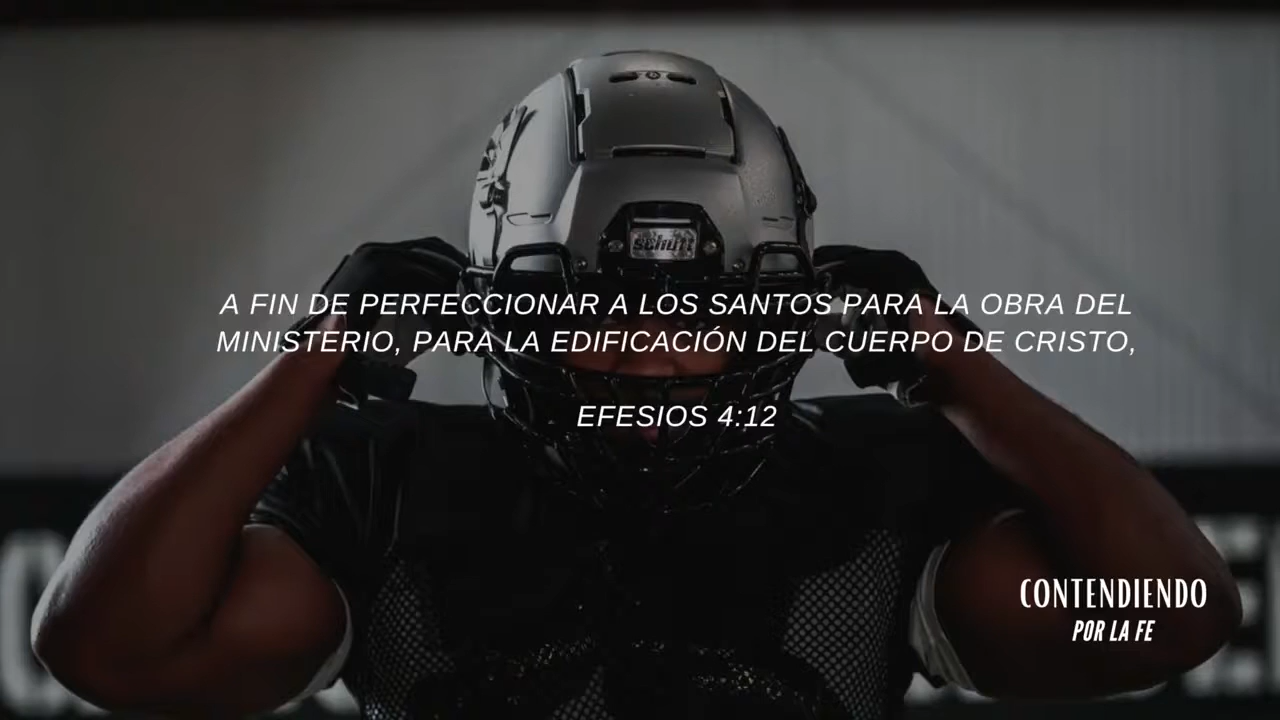 schutt
A FIN DE PERFECCIONAR A LOS SANTOS PARA LA OBRA DEL
MINISTERIO, PARA LA EDIFICACIÓN DEL CUERPO DE CRISTO,
EFESIOS 4:12
CONTENDIENDO
POR LA FE